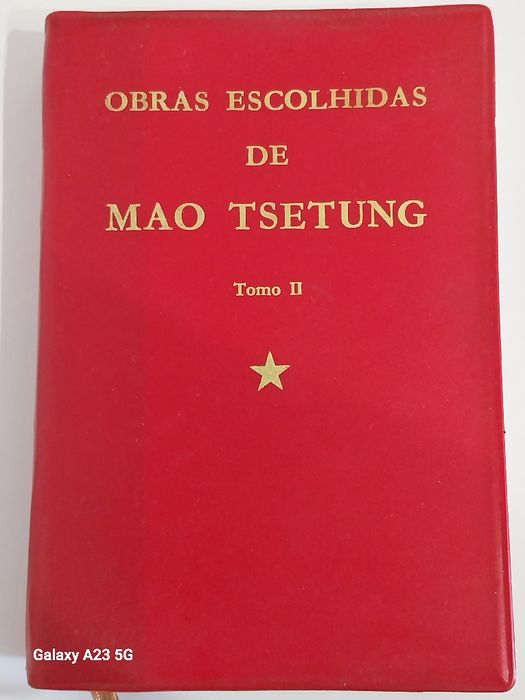 OBRAS ESCOLHIDAS
DE
MAO TSETUNG
Tomo II
Galaxy A23 5G